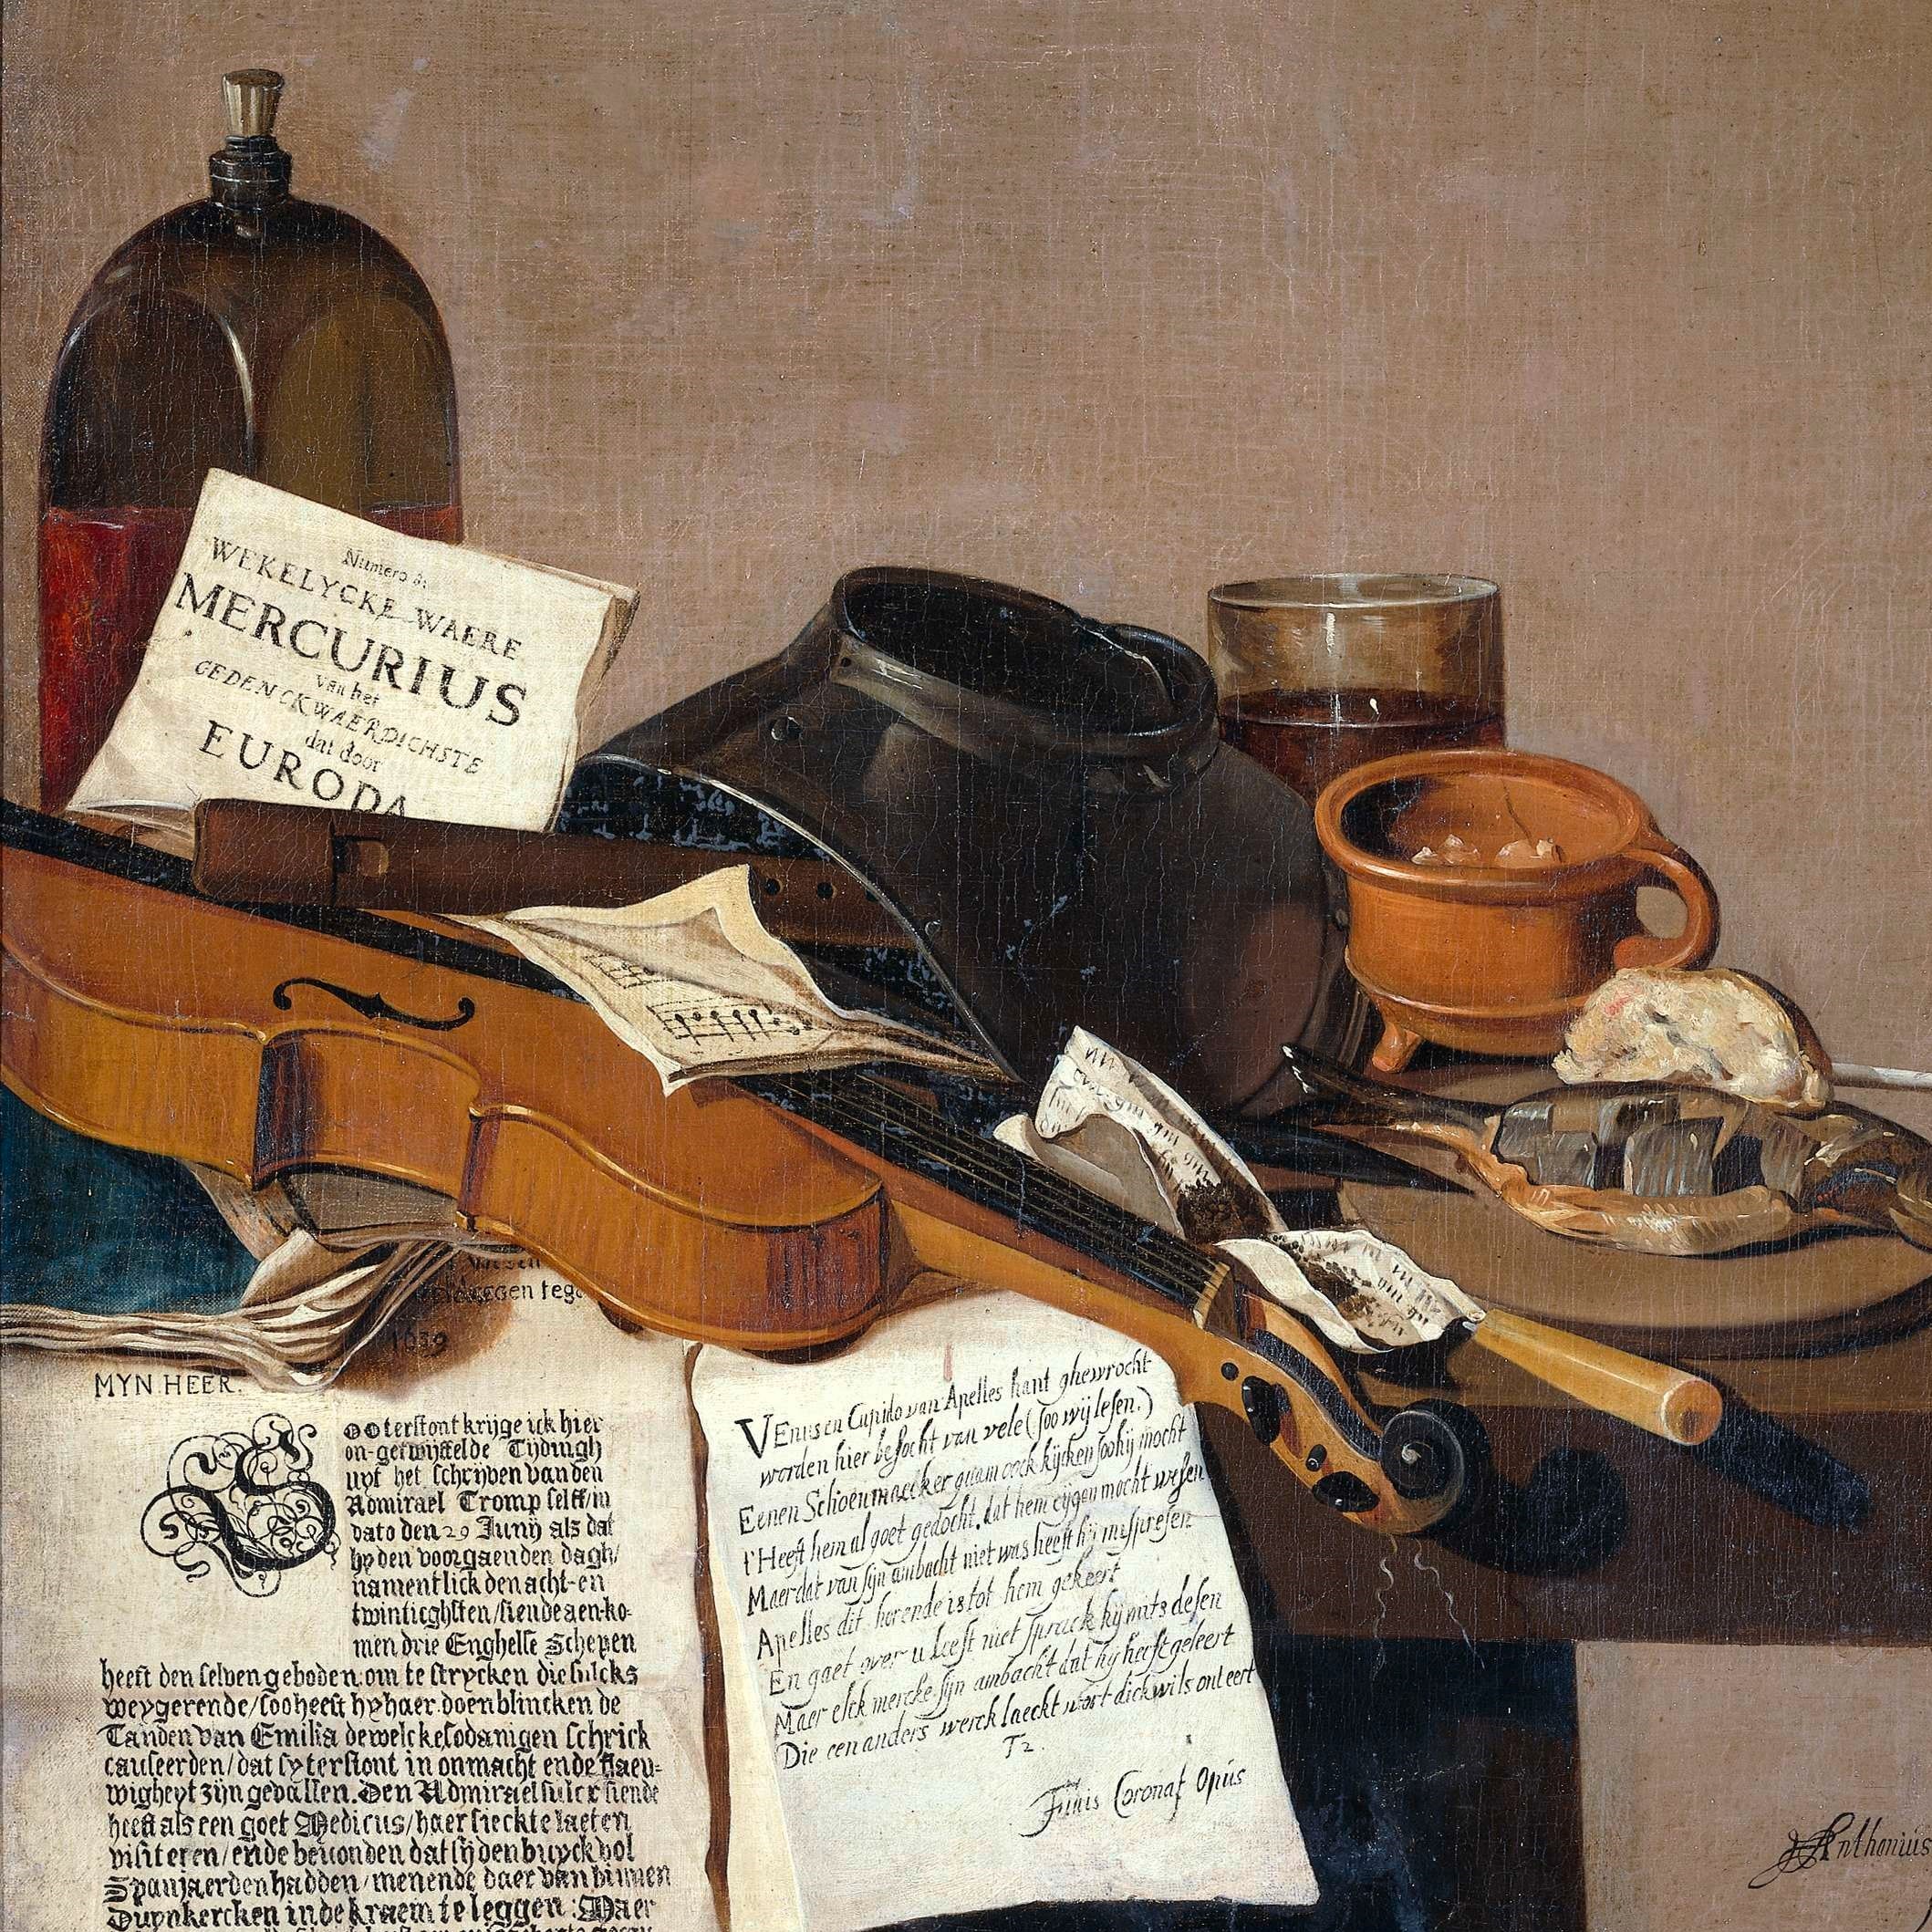 Numero 8:
WEKELYCKE WAERE
MERCURIUS
van het
GEDENCKWAERDICHSTE
dat door
EUROPA
gen tega
1639
MYN HEER.
ooterstont krijge ick hier
on-getwijffelde Tydingh
uyt het schrijven van den
Admirael Tromp selff/in
dato den 29 Junij als dat
hy den voorgaenden dagh/
namentlick den acht-en
twintichsten/siende aen-ko-
men drie Enghelse Schepen
heeft den selven geboden om te strycken die sulcks
weygerende/soo heeft hy haer doen blincken de
Tanden van Emilia de welcke sodanigen schrick
causeerden/dat sy terstont in onmacht ende flaeu-
wigheyt zijn gevallen. Den Admirael sulcx siende
heeft als een goet Medicus/haer sieckte laeten
visiteren/ende bevonden dat sij den buyck vol
Spanjaerden hadden/menende daer van binnen
Duynkercken in de kraem te leggen: Maer
VEnus en Cupido van Apelles hant ghewrocht
worden hier besocht van vele (soo wij lesen.)
Eenen Schoenmaecker quam oock kijcken soo hij mocht
t'Heeft hem al goet gedocht, dat hem eygen mocht wesen
Maer dat van sijn ambacht niet was heeft hij mispresen
Apelles dit horende is tot hem gekeert
En gaet over u leest niet sprack hy mits desen
Maer elck mercke sijn ambacht dat hy heeft geleert
Die een anders werck laeckt wort dickwils onteert
T2.
Finis Coronat Opus
Anthonius